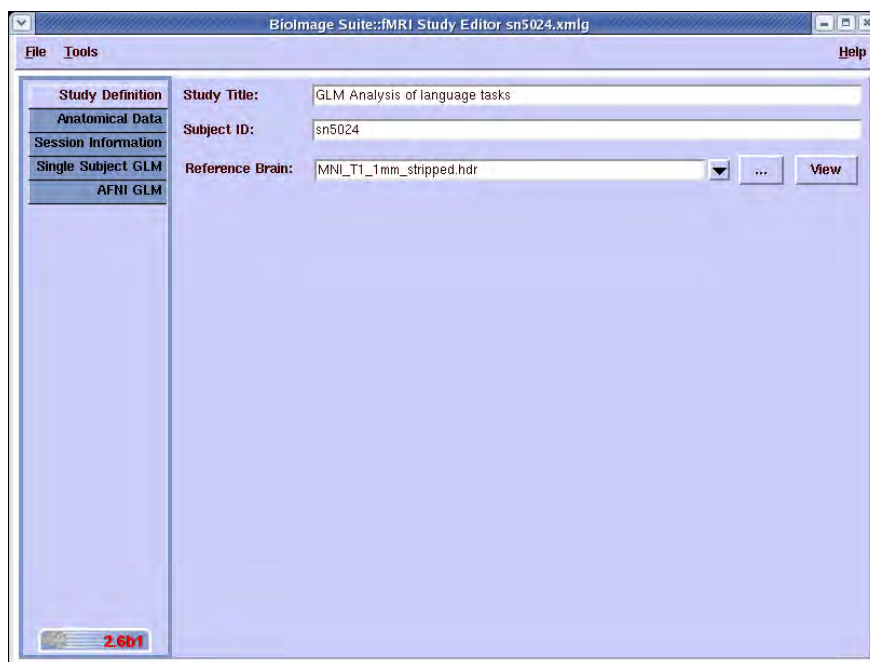 BioImage Suite::fMRI Study Editor sn5024.xmlg
File Tools Help
Study Definition
Anatomical Data
Session Information
Single Subject GLM
AFNI GLM
Study Title: GLM Analysis of language tasks
Subject ID: sn5024
Reference Brain: MNI_T1_1mm_stripped.hdr ... View
2.6b1